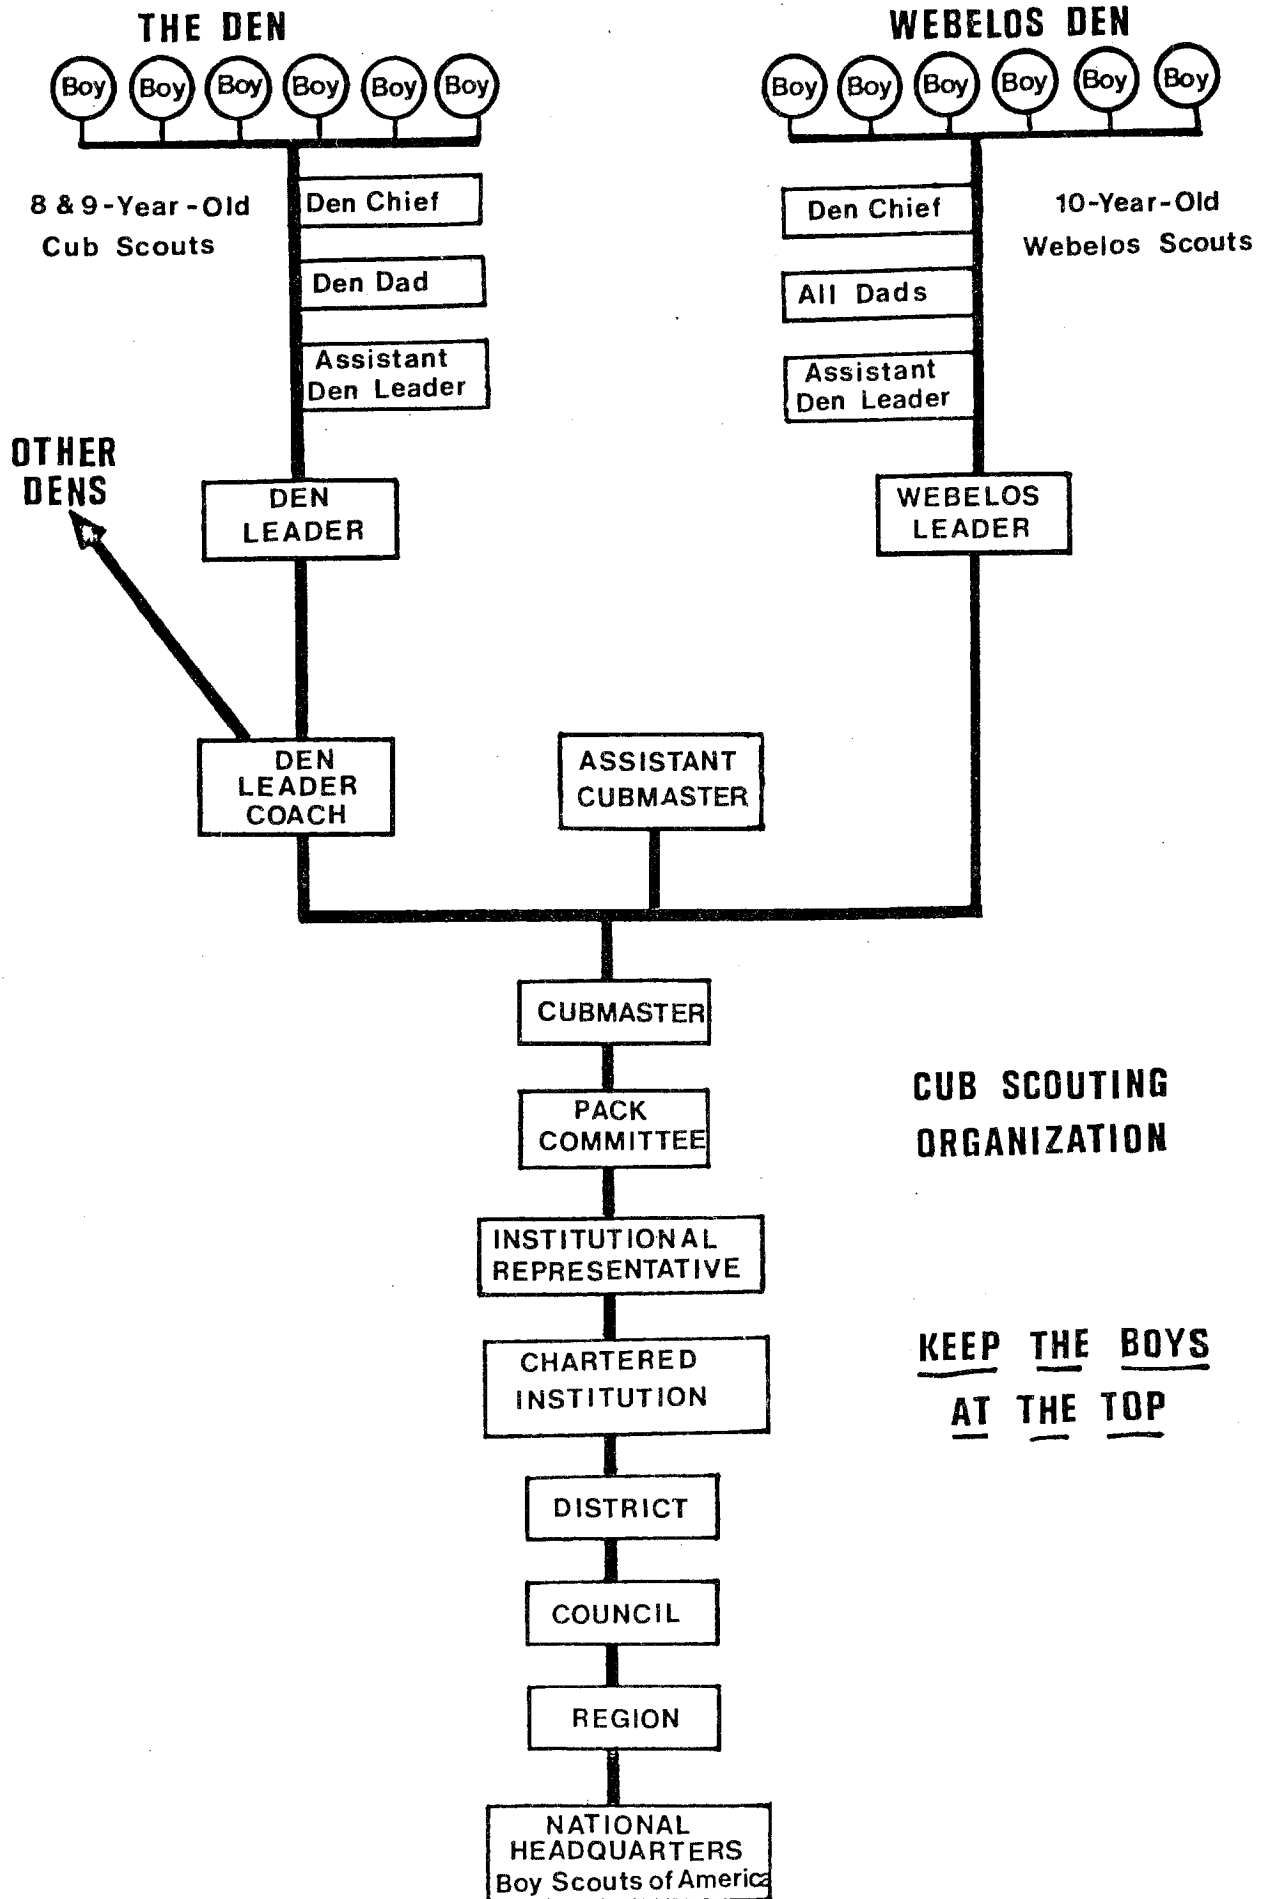 THE DEN
Boy Boy Boy Boy Boy Boy
8 & 9-Year-Old
Cub Scouts
Den Chief
Den Dad
Assistant
Den Leader
WEBELOS DEN
Boy Boy Boy Boy Boy Boy
Den Chief
All Dads
Assistant
Den Leader
10-Year-Old
Webelos Scouts
OTHER
DENS
DEN
LEADER
WEBELOS
LEADER
DEN
LEADER
COACH
ASSISTANT
CUBMASTER
CUBMASTER
PACK
COMMITTEE
CUB SCOUTING
ORGANIZATION
INSTITUTIONAL
REPRESENTATIVE
CHARTERED
INSTITUTION
KEEP THE BOYS
AT THE TOP
DISTRICT
COUNCIL
REGION
NATIONAL
HEADQUARTERS
Boy Scouts of America